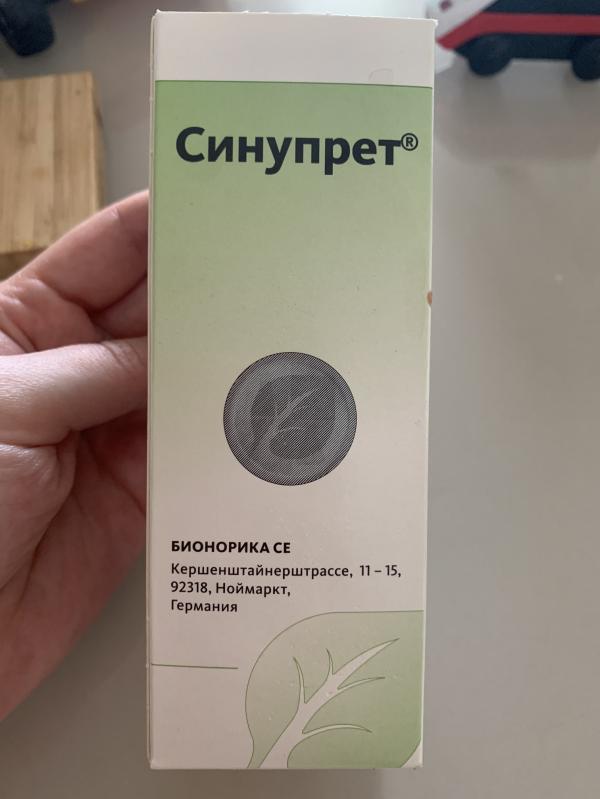 Синупрет®
БИОНОРИКА СЕ
Кершенштайнерштрассе, 11 – 15,
92318, Ноймаркт,
Германия